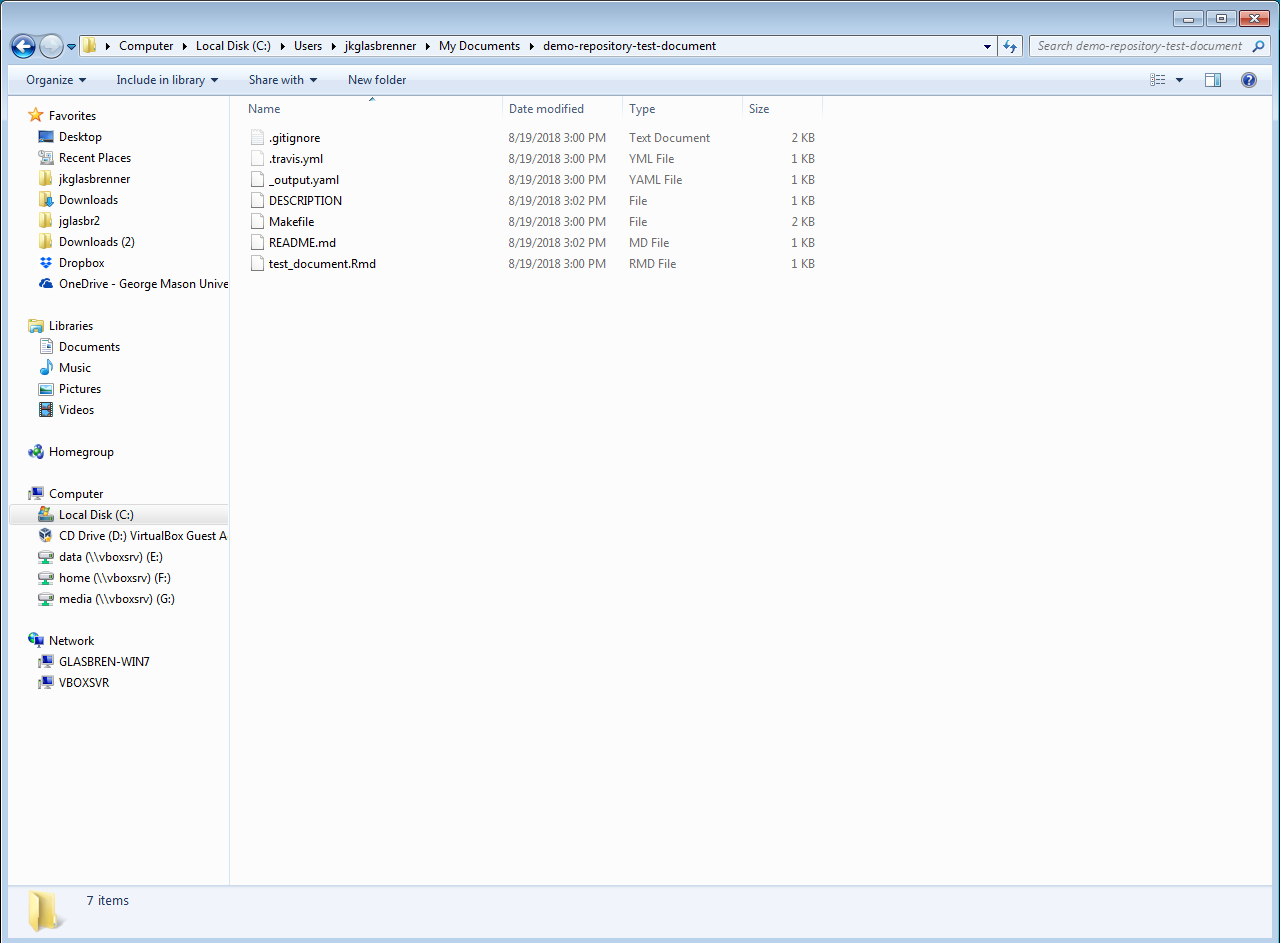 Computer Local Disk (C:) Users jkglasbrenner My Documents demo-repository-test-document Search demo-repository-test-document
Organize Include in library Share with New folder
Favorites
Desktop
Recent Places
jkglasbrenner
Downloads
jglasbr2
Downloads (2)
Dropbox
OneDrive - George Mason Unive
Libraries
Documents
Music
Pictures
Videos
Homegroup
Computer
Local Disk (C:)
CD Drive (D:) VirtualBox Guest A
data (\\vboxsrv) (E:)
home (\\vboxsrv) (F:)
media (\\vboxsrv) (G:)
Network
GLASBREN-WIN7
VBOXSVR
Name Date modified Type Size
.gitignore 8/19/2018 3:00 PM Text Document 2 KB
.travis.yml 8/19/2018 3:00 PM YML File 1 KB
_output.yaml 8/19/2018 3:00 PM YAML File 1 KB
DESCRIPTION 8/19/2018 3:02 PM File 1 KB
Makefile 8/19/2018 3:00 PM File 2 KB
README.md 8/19/2018 3:02 PM MD File 1 KB
test_document.Rmd 8/19/2018 3:00 PM RMD File 1 KB
7 items